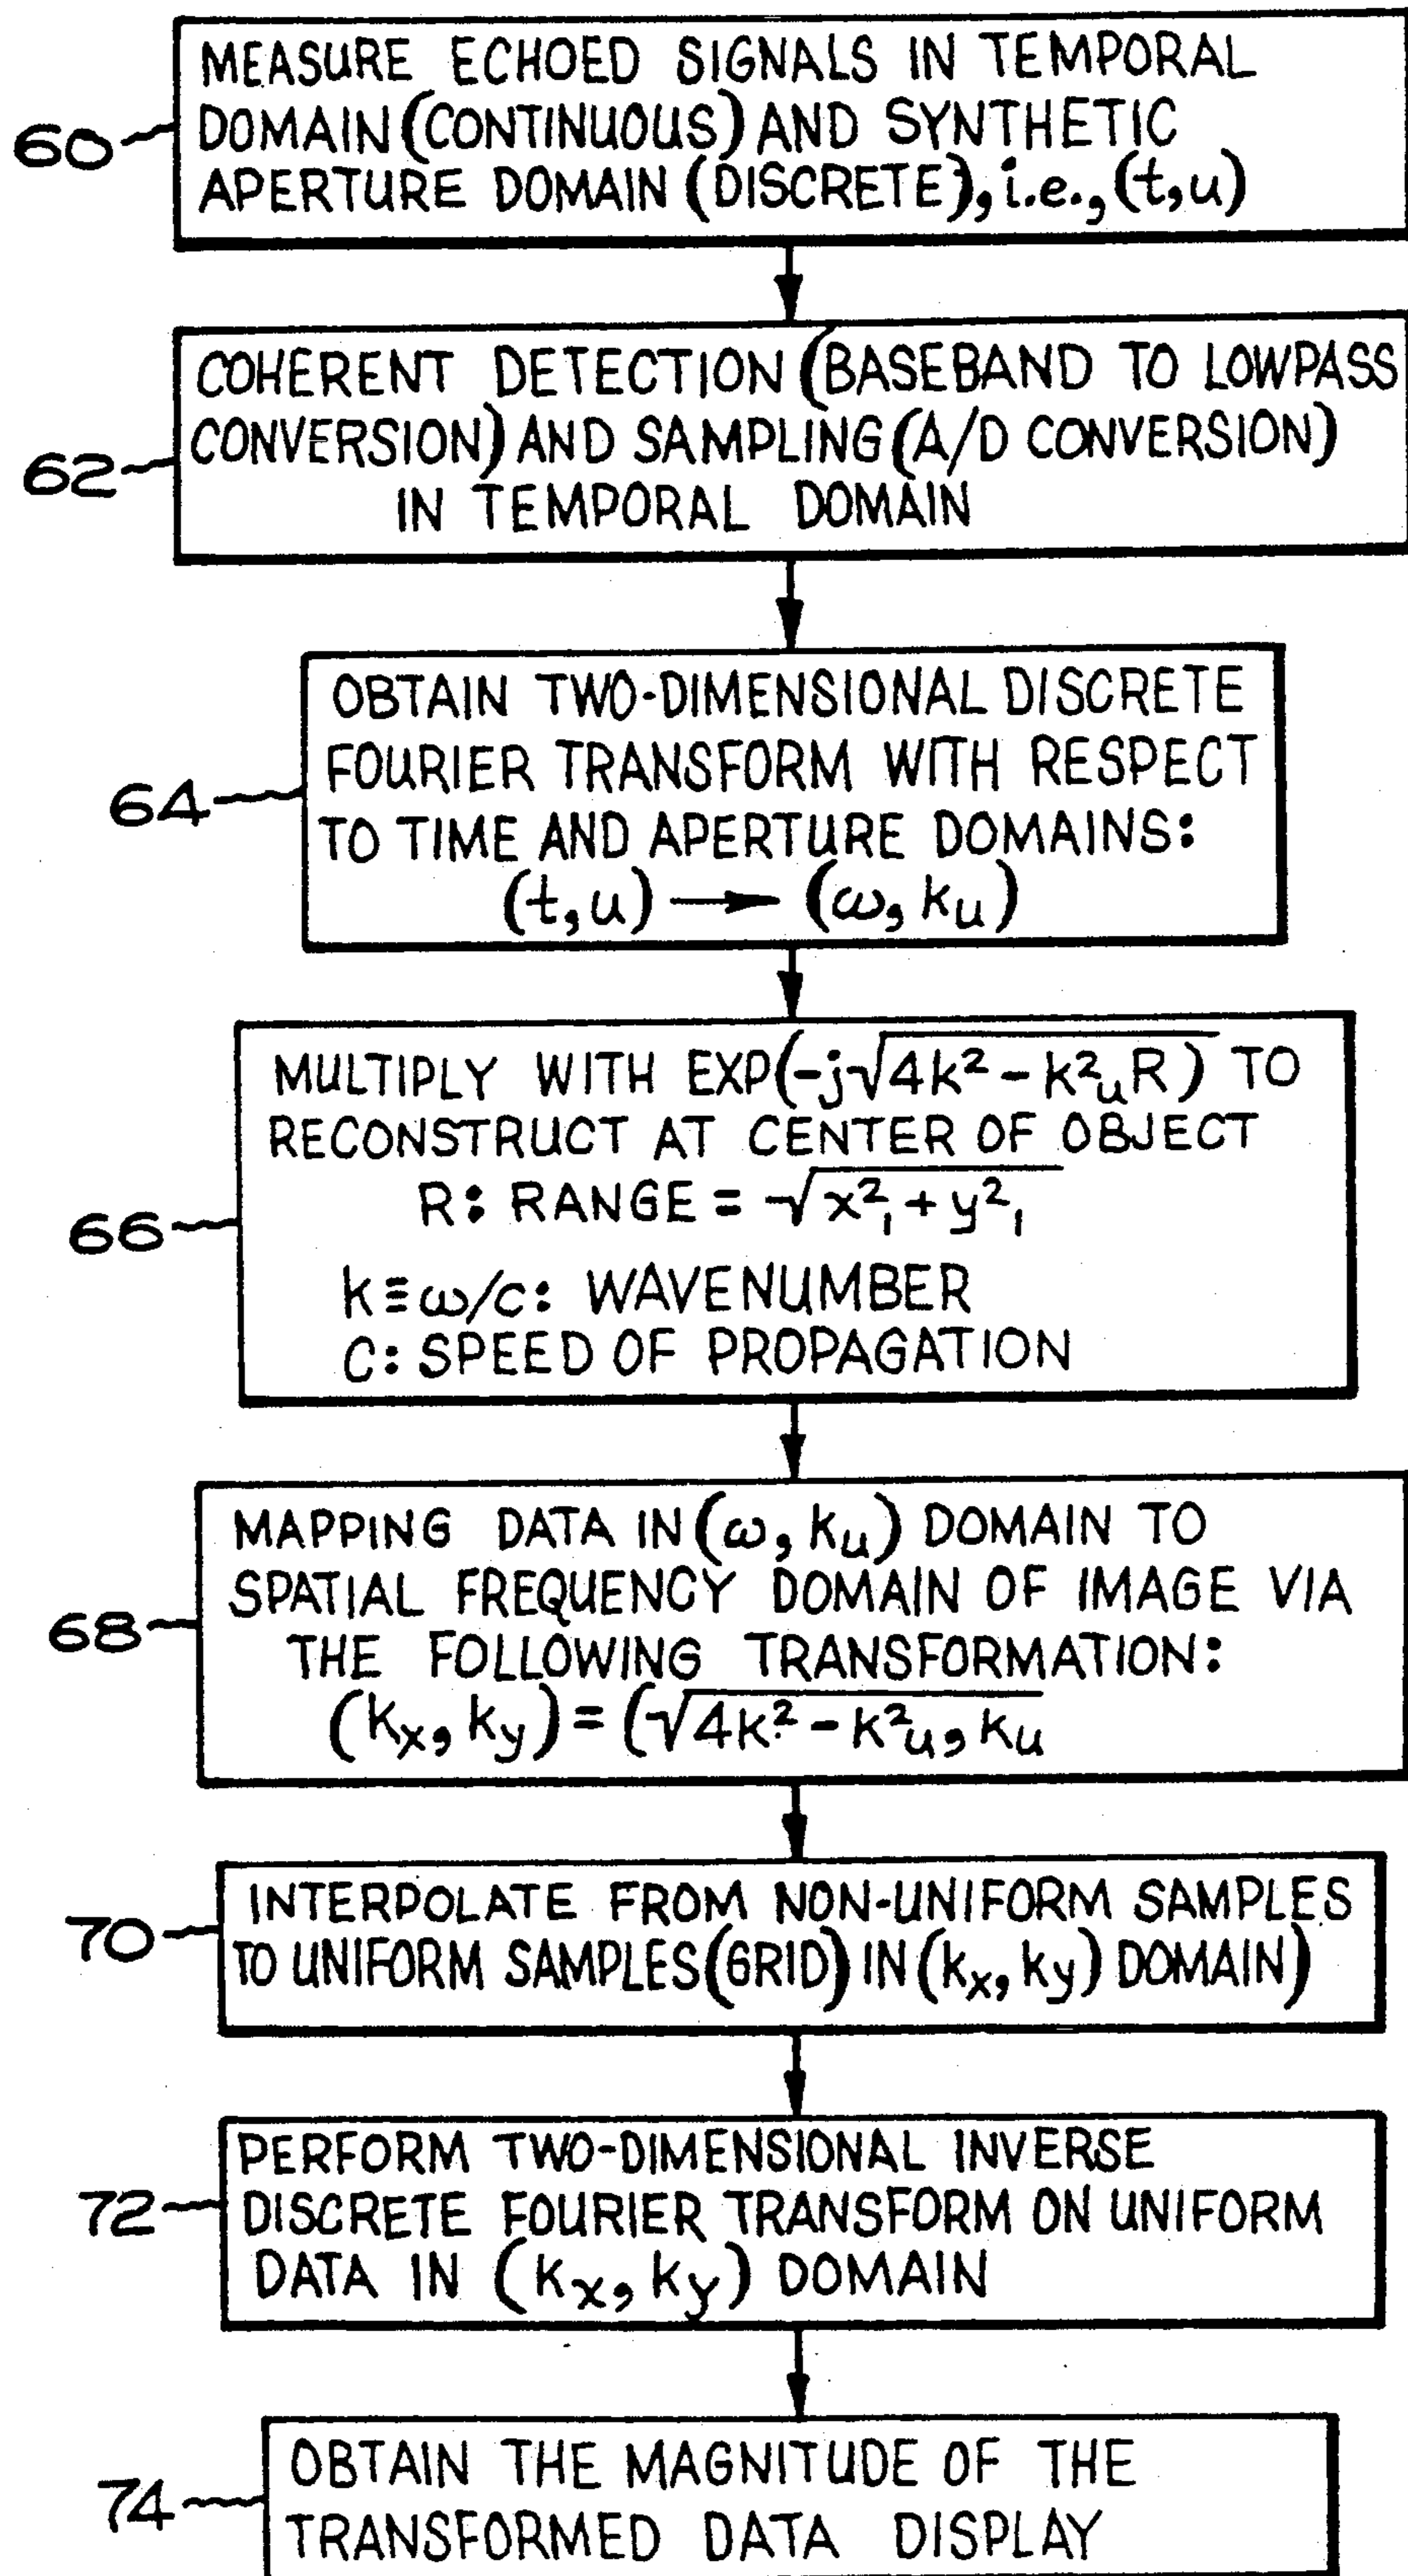 MEASURE ECHOED SIGNALS IN TEMPORAL
60 DOMAIN (CONTINUOUS) AND SYNTHETIC
APERTURE DOMAIN (DISCRETE), i.e., (t,u)
COHERENT DETECTION (BASEBAND TO LOWPASS
62 CONVERSION) AND SAMPLING (A/D CONVERSION)
IN TEMPORAL DOMAIN
OBTAIN TWO-DIMENSIONAL DISCRETE
FOURIER TRANSFORM WITH RESPECT
64 TO TIME AND APERTURE DOMAINS:
(t,u) → (ω, kᵤ)
MULTIPLY WITH EXP(-j√4k² - k²ᵤR) TO
RECONSTRUCT AT CENTER OF OBJECT
66 R: RANGE = √x²₁ + y²₁
k≡ω/c: WAVENUMBER
C: SPEED OF PROPAGATION
MAPPING DATA IN (ω, kᵤ) DOMAIN TO
SPATIAL FREQUENCY DOMAIN OF IMAGE VIA
68 THE FOLLOWING TRANSFORMATION:
(kₓ, k_y) = (√4k² - k²ᵤ, kᵤ
INTERPOLATE FROM NON-UNIFORM SAMPLES
70 TO UNIFORM SAMPLES (GRID) IN (kₓ, k_y) DOMAIN)
PERFORM TWO-DIMENSIONAL INVERSE
72 DISCRETE FOURIER TRANSFORM ON UNIFORM
DATA IN (kₓ, k_y) DOMAIN
OBTAIN THE MAGNITUDE OF THE
74 TRANSFORMED DATA DISPLAY